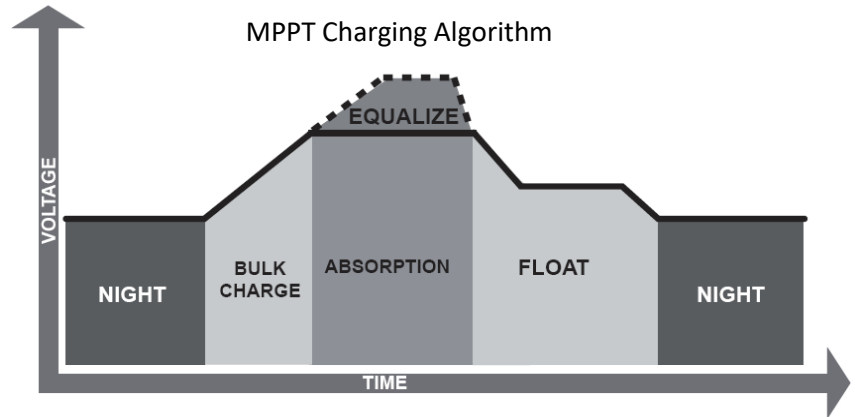 MPPT Charging Algorithm
EQUALIZE
VOLTAGE
NIGHT
BULK
CHARGE
ABSORPTION
FLOAT
NIGHT
TIME